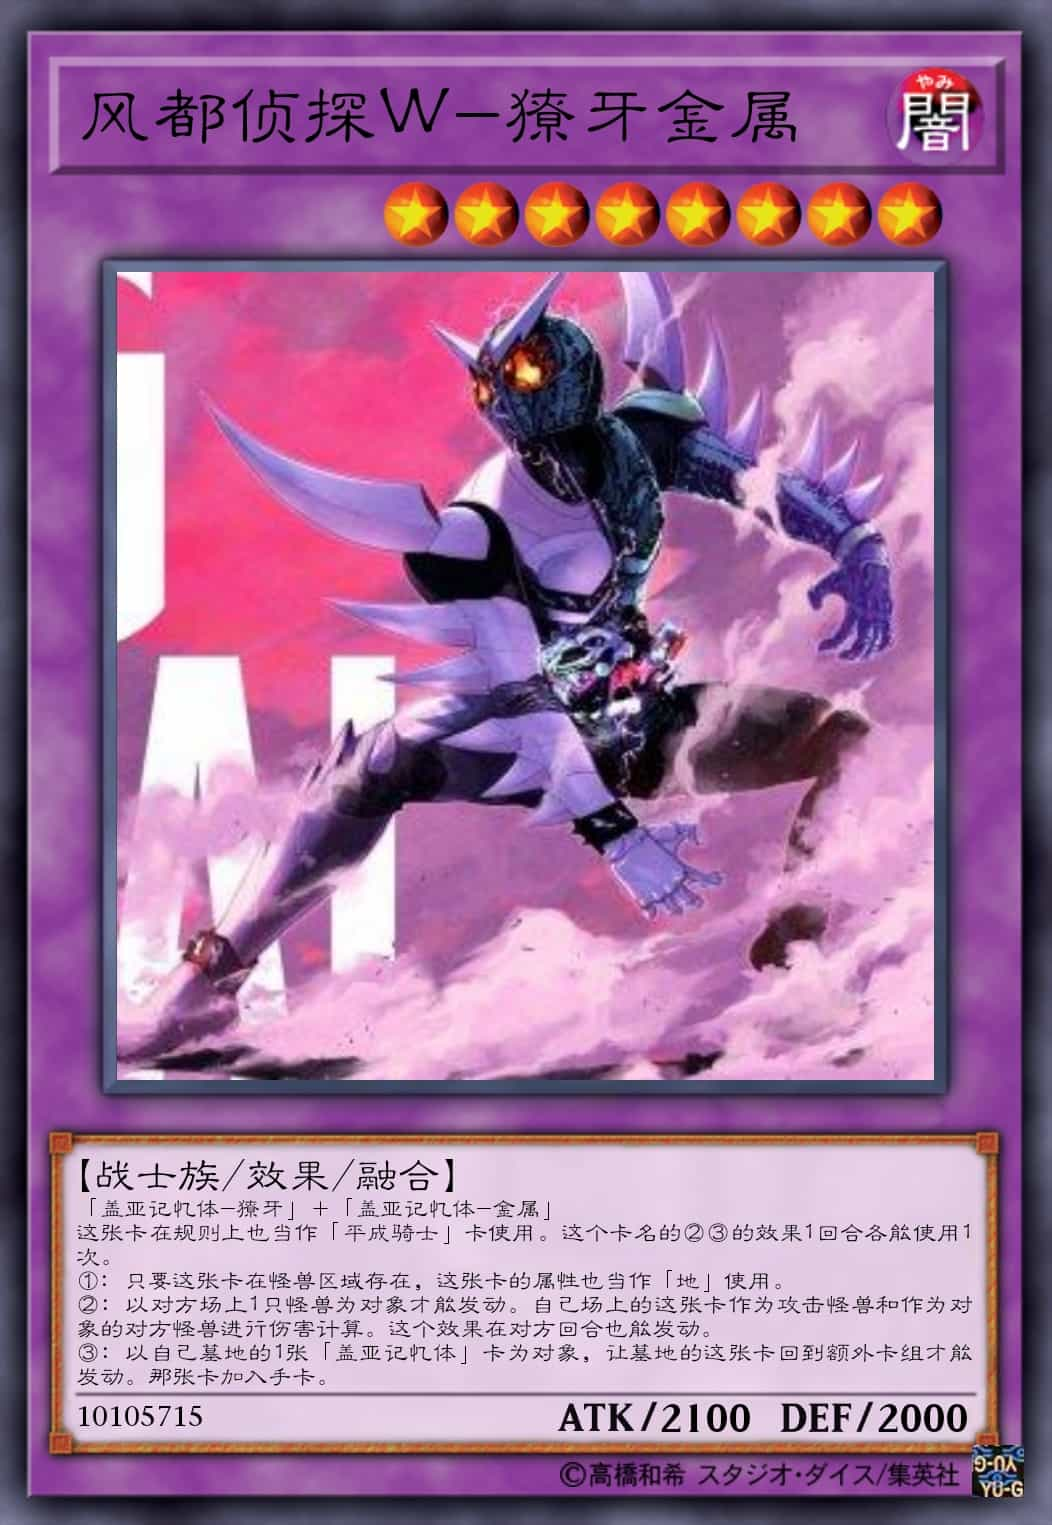 风都侦探W-獠牙金属
やみ
闇
【战士族/效果/融合】
「盖亚记忆体-獠牙」+「盖亚记忆体-金属」
这张卡在规则上也当作「平成骑士」卡使用。这个卡名的②③的效果1回合各能使用1
次。
①：只要这张卡在怪兽区域存在，这张卡的属性也当作「地」使用。
②：以对方场上1只怪兽为对象才能发动。自己场上的这张卡作为攻击怪兽和作为对
象的对方怪兽进行伤害计算。这个效果在对方回合也能发动。
③：以自己墓地的1张「盖亚记忆体」卡为对象，让墓地的这张卡回到额外卡组才能
发动。那张卡加入手卡。
10105715 ATK/2100 DEF/2000
©高橋和希 スタジオ・ダイス/集英社